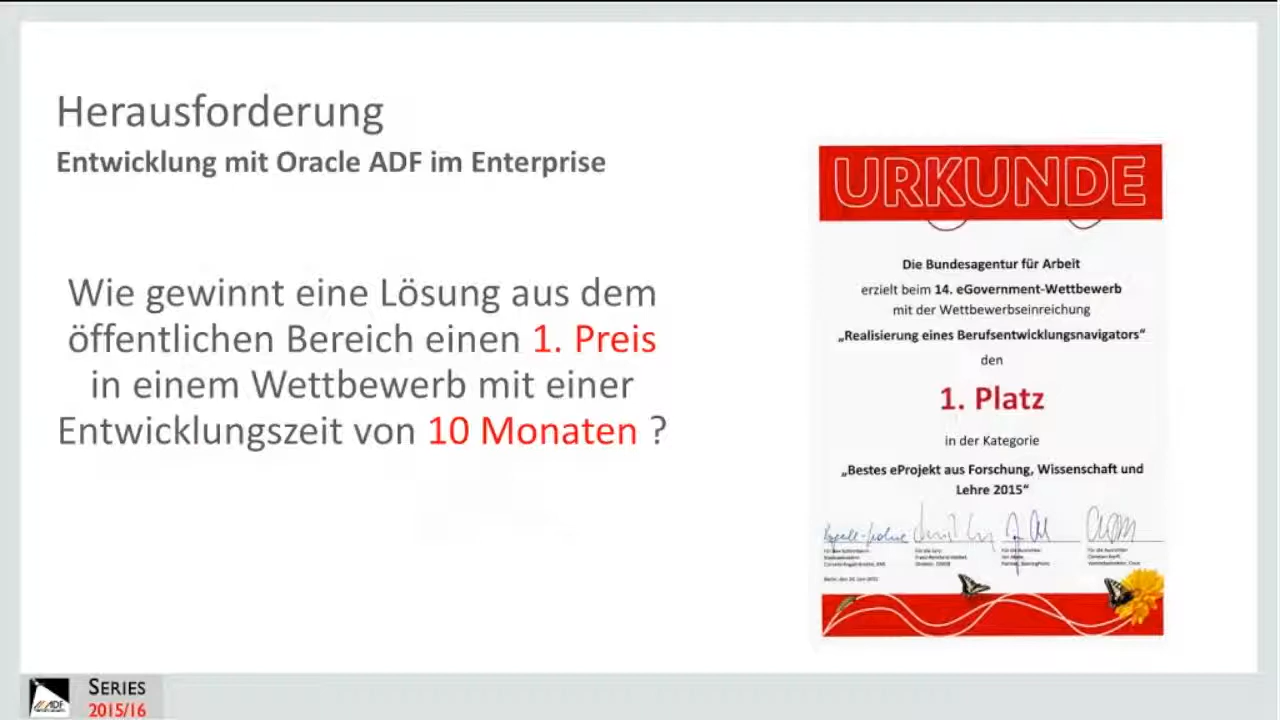 Herausforderung
Entwicklung mit Oracle ADF im Enterprise
Wie gewinnt eine Lösung aus dem
öffentlichen Bereich einen 1. Preis
in einem Wettbewerb mit einer
Entwicklungszeit von 10 Monaten ?
URKUNDE
Die Bundesagentur für Arbeit
erzielt beim 14. eGovernment-Wettbewerb
mit der Wettbewerbseinreichung
„Realisierung eines Berufsentwicklungsnavigators“
den
1. Platz
in der Kategorie
„Bestes eProjekt aus Forschung, Wissenschaft und
Lehre 2015“
ADF
SERIES
2015/16